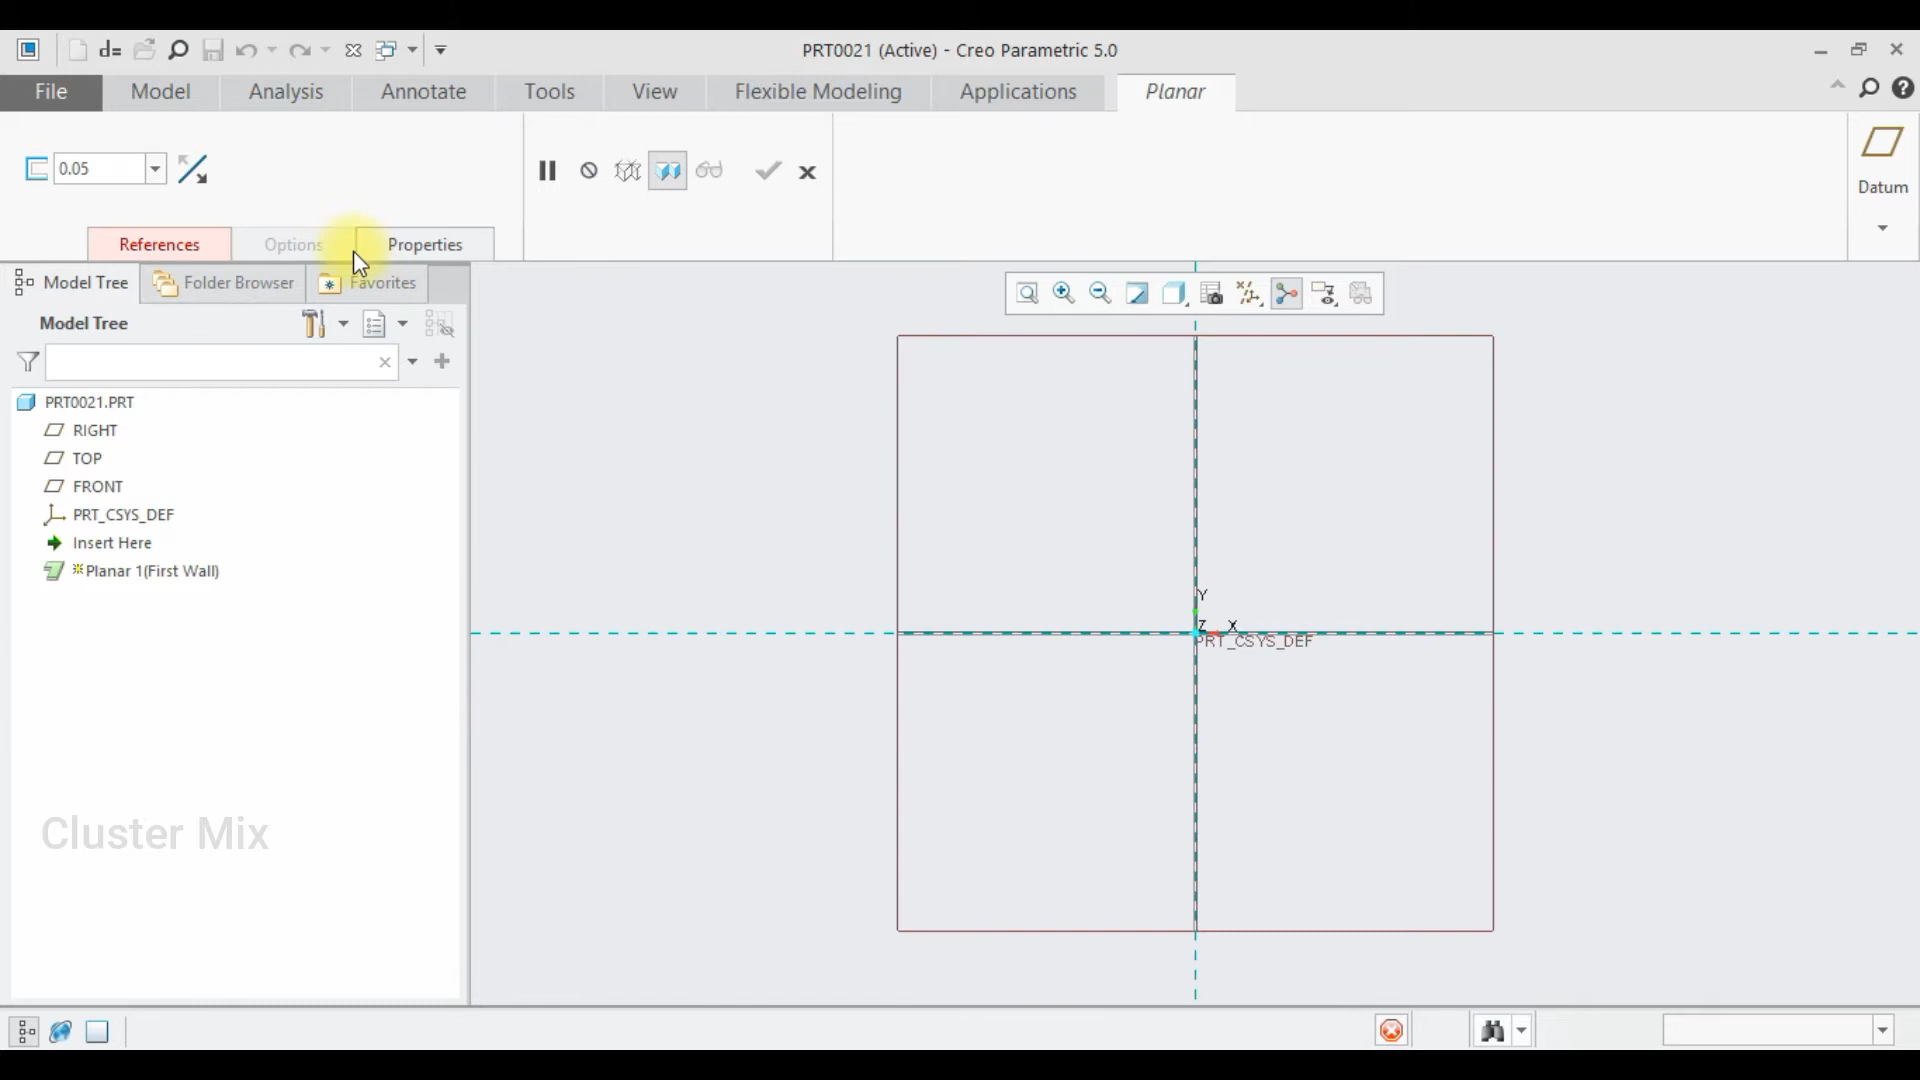 d=
PRT0021 (Active) - Creo Parametric 5.0
File
Model
Analysis
Annotate
Tools
View
Flexible Modeling
Applications
Planar
0.05
Datum
References
Options
Properties
Model Tree
Folder Browser
Favorites
Model Tree
PRT0021.PRT
RIGHT
TOP
FRONT
PRT_CSYS_DEF
Insert Here
Planar 1(First Wall)
Y
Z
X
PRT_CSYS_DEF
Cluster Mix